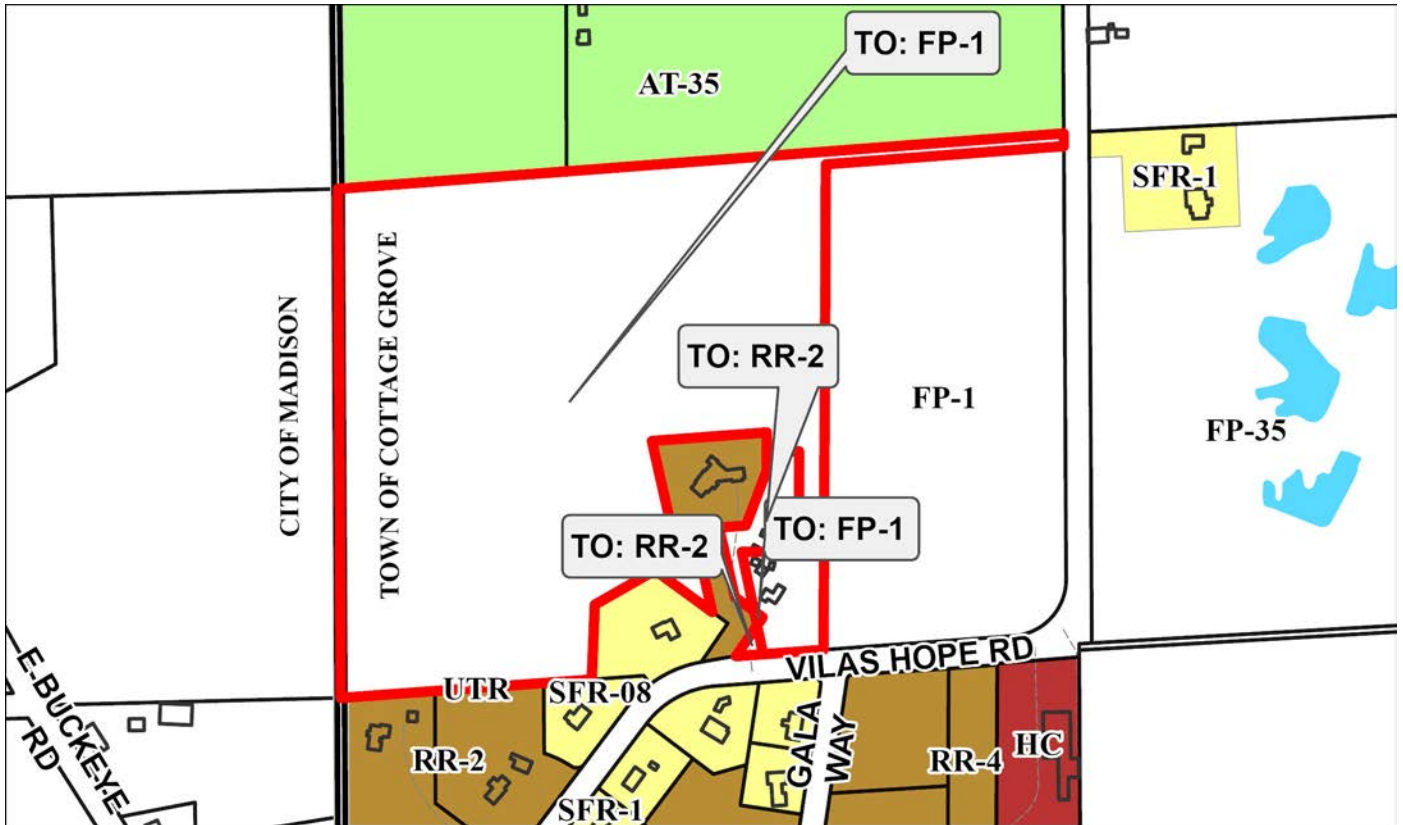 TO: FP-1
AT-35
SFR-1
CITY OF MADISON
TOWN OF COTTAGE GROVE
TO: RR-2
FP-1
FP-35
TO: RR-2
TO: FP-1
VILAS HOPE RD
E BUCKEYE
RD
UTR
SFR-08
RR-2
GALA
WAY
RR-4
HC
SFR-1